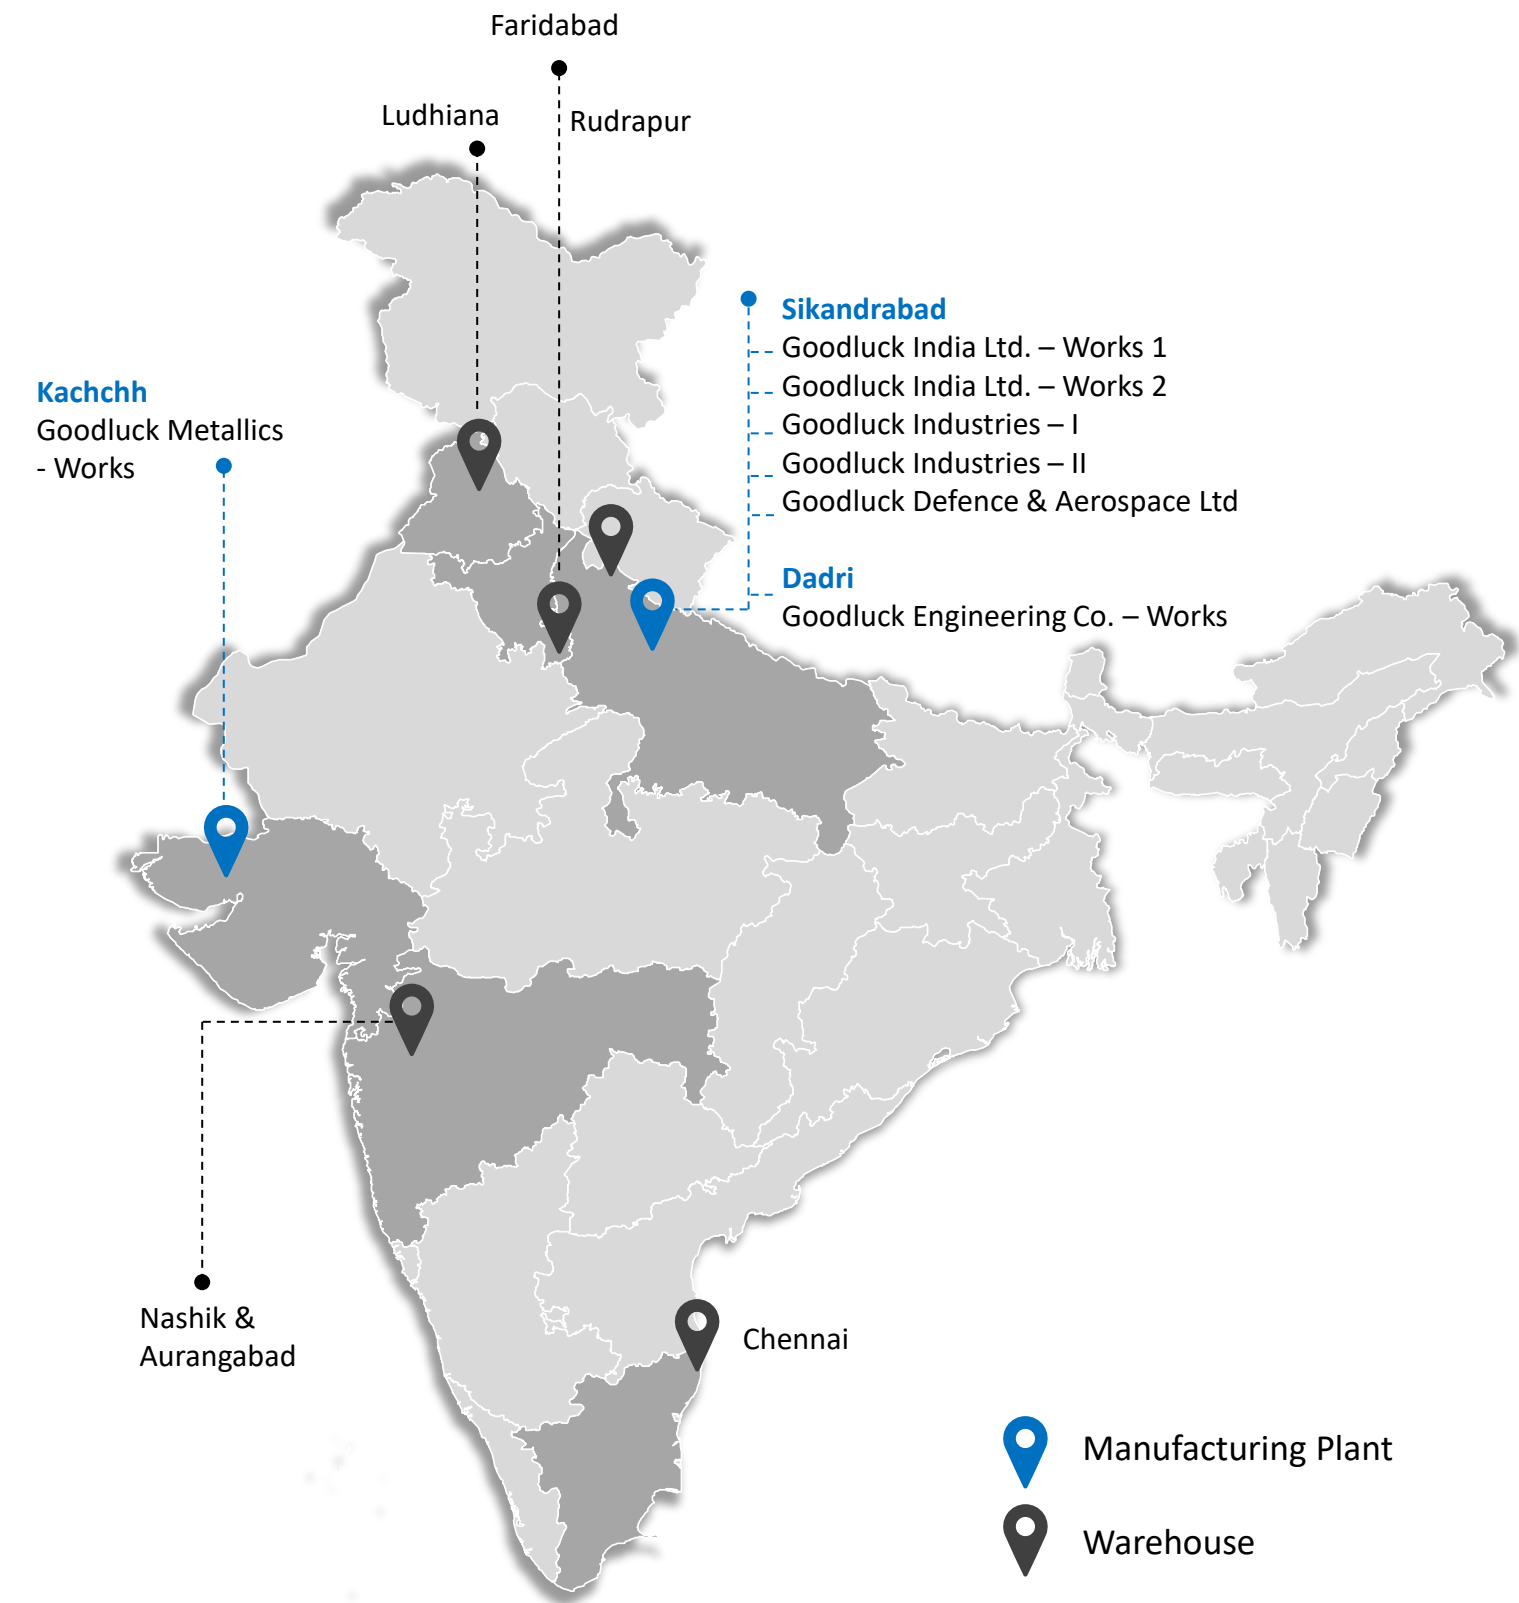 Faridabad
Ludhiana
Rudrapur
Sikandrabad
Goodluck India Ltd. – Works 1
Goodluck India Ltd. – Works 2
Goodluck Industries – I
Goodluck Industries – II
Goodluck Defence & Aerospace Ltd
Kachchh
Goodluck Metallics
- Works
Dadri
Goodluck Engineering Co. – Works
Nashik &
Aurangabad
Chennai
Manufacturing Plant
Warehouse